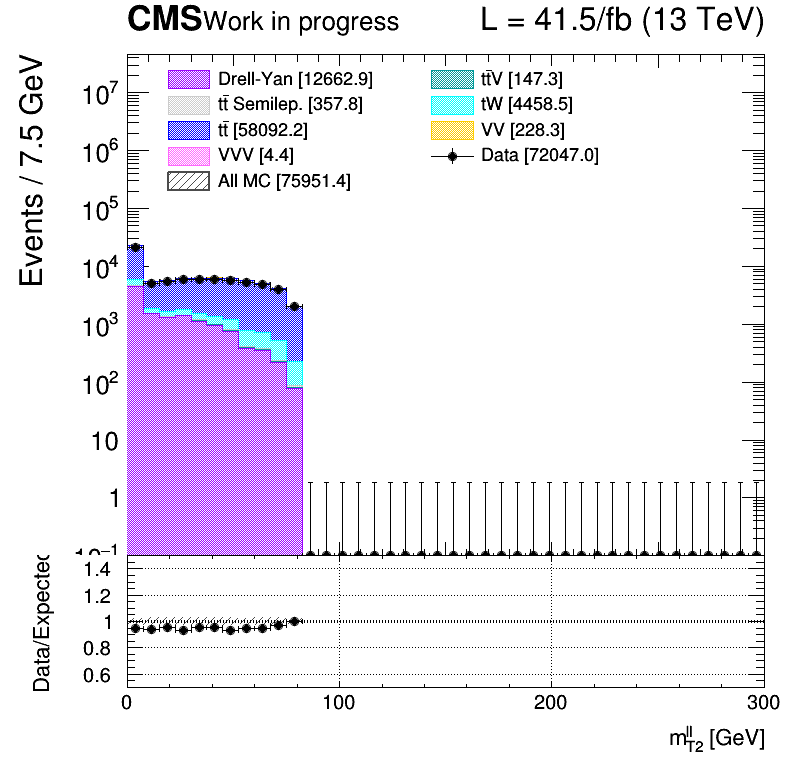 CMS Work in progress L = 41.5/fb (13 TeV)
Drell-Yan [12662.9] tt̄V [147.3]
tt̄ Semilep. [357.8] tW [4458.5]
tt̄ [58092.2] VV [228.3]
VVV [4.4] Data [72047.0]
All MC [75951.4]
Events / 7.5 GeV
10⁷
10⁶
10⁵
10⁴
10³
10²
10
1
10⁻¹
Data/Expected
1.4
1.2
1
0.8
0.6
0 100 200 300
m_{T2}^{ll} [GeV]